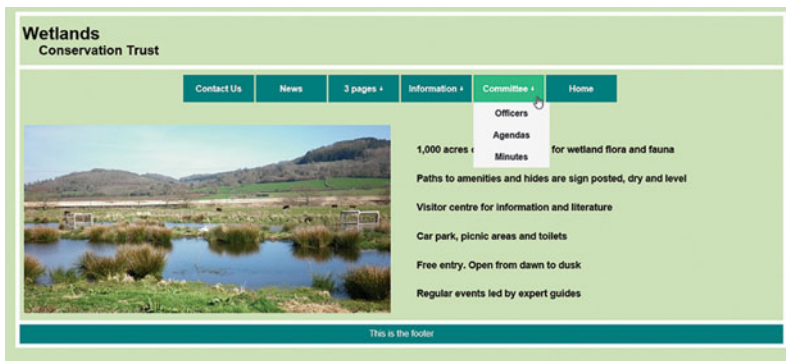 Wetlands
Conservation Trust
Contact Us News 3 pages Information Committee Home
Officers
Agendas
Minutes
1,000 acres for wetland flora and fauna
Paths to amenities and hides are sign posted, dry and level
Visitor centre for information and literature
Car park, picnic areas and toilets
Free entry. Open from dawn to dusk
Regular events led by expert guides
This is the footer